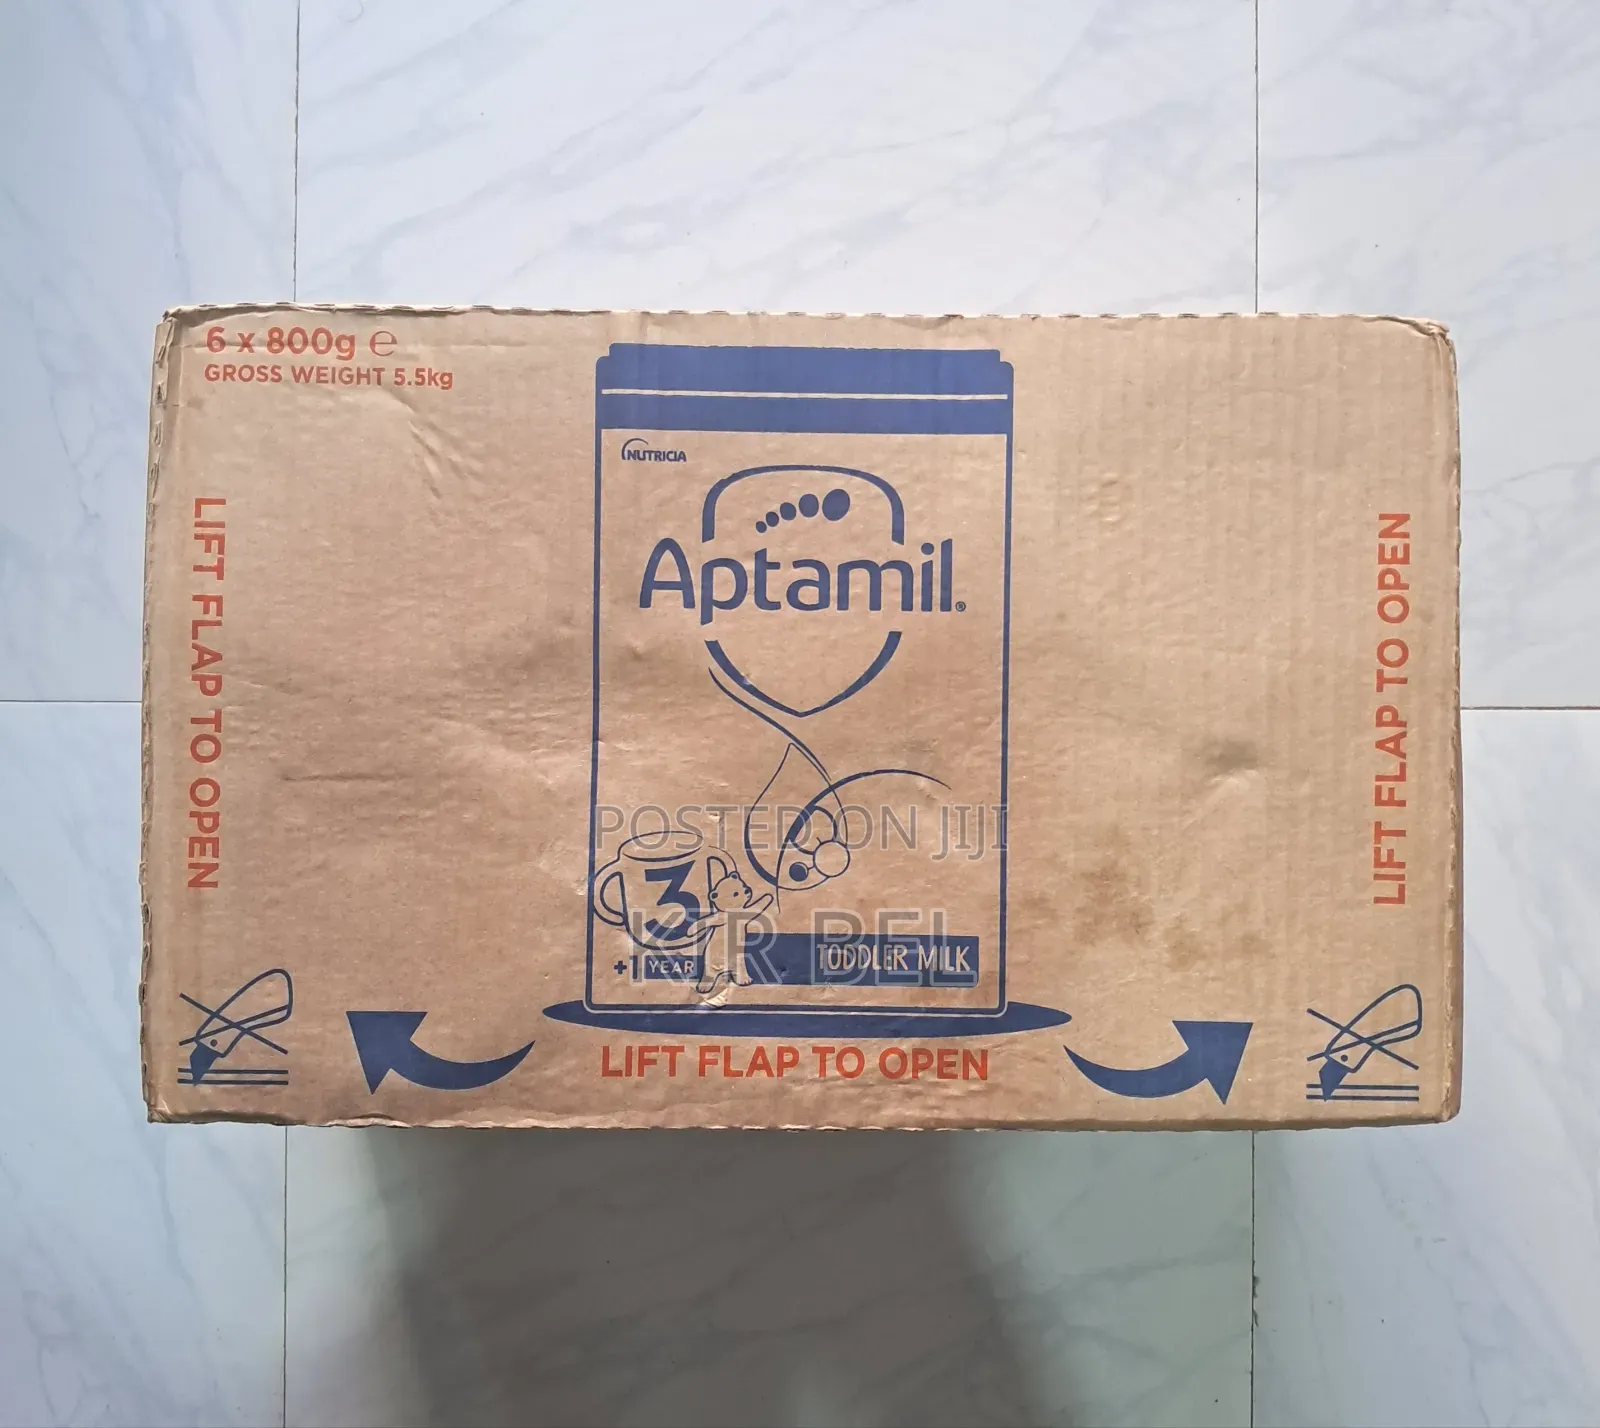 6 x 800g ℮
GROSS WEIGHT 5.5kg
NUTRICIA
Aptamil®
LIFT FLAP TO OPEN
LIFT FLAP TO OPEN
POSTED ON JIJI
3
KIR BEL
+1 YEAR
TODDLER MILK
LIFT FLAP TO OPEN